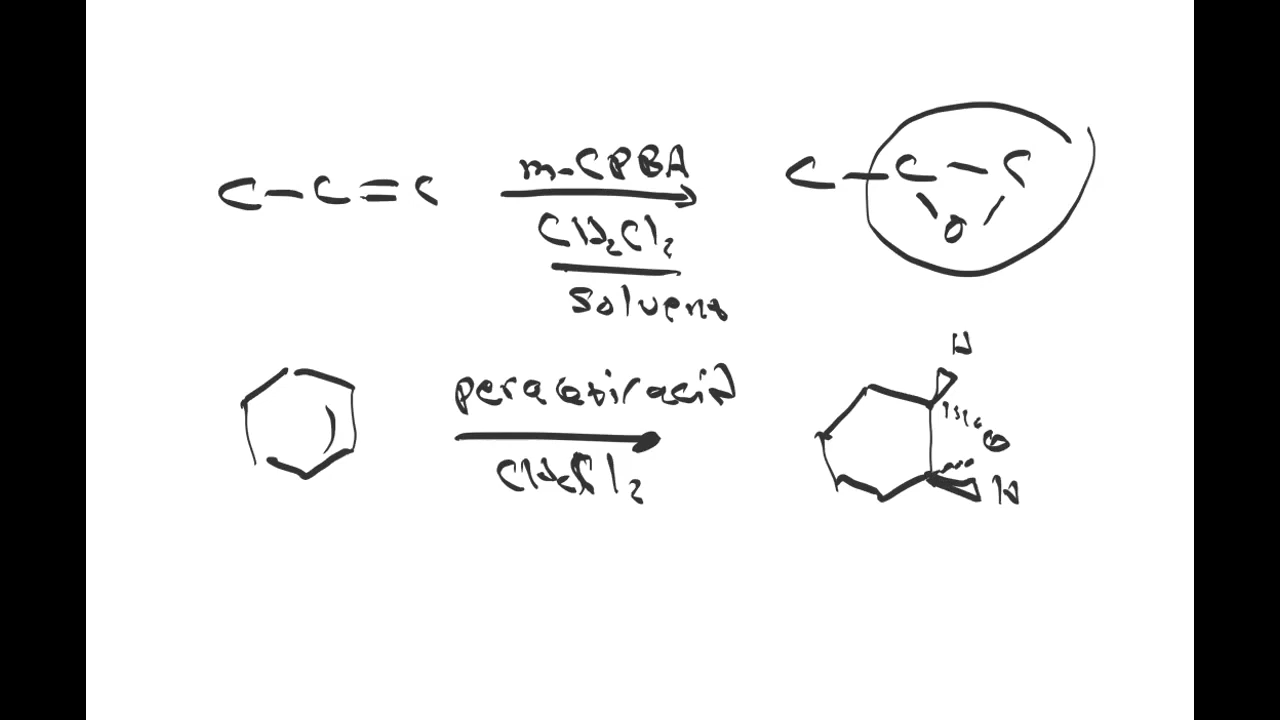 C-C=C m-CPBA C-C-C
CH₂Cl₂ O
solvent
H
peracetic acid
O
CH₂Cl₂ H